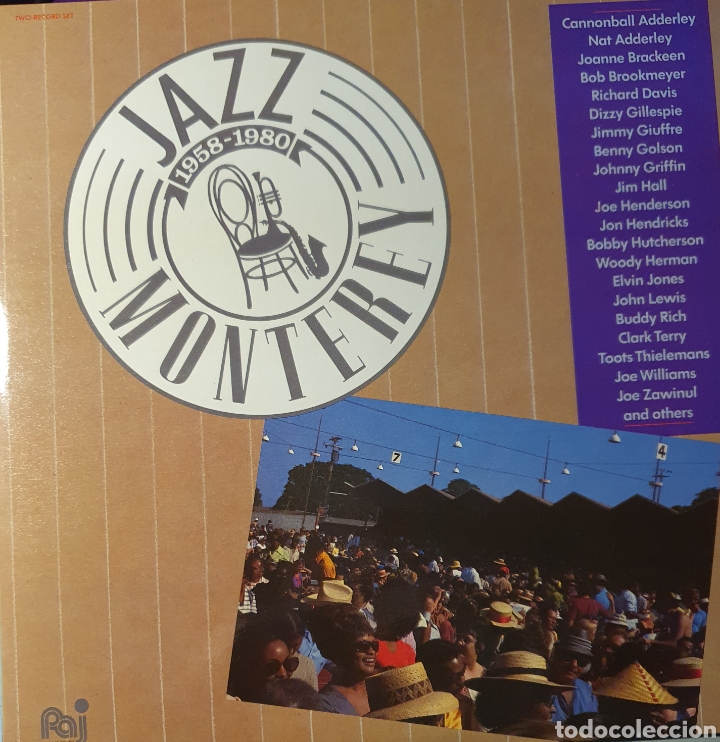 TWO-RECORD SET
JAZZ
1958-1980
MONTEREY
Cannonball Adderley
Nat Adderley
Joanne Brackeen
Bob Brookmeyer
Richard Davis
Dizzy Gillespie
Jimmy Giuffre
Benny Golson
Johnny Griffin
Jim Hall
Joe Henderson
Jon Hendricks
Bobby Hutcherson
Woody Herman
Elvin Jones
John Lewis
Buddy Rich
Clark Terry
Toots Thielemans
Joe Williams
Joe Zawinul
and others
7
4
Paj
todocoleccion